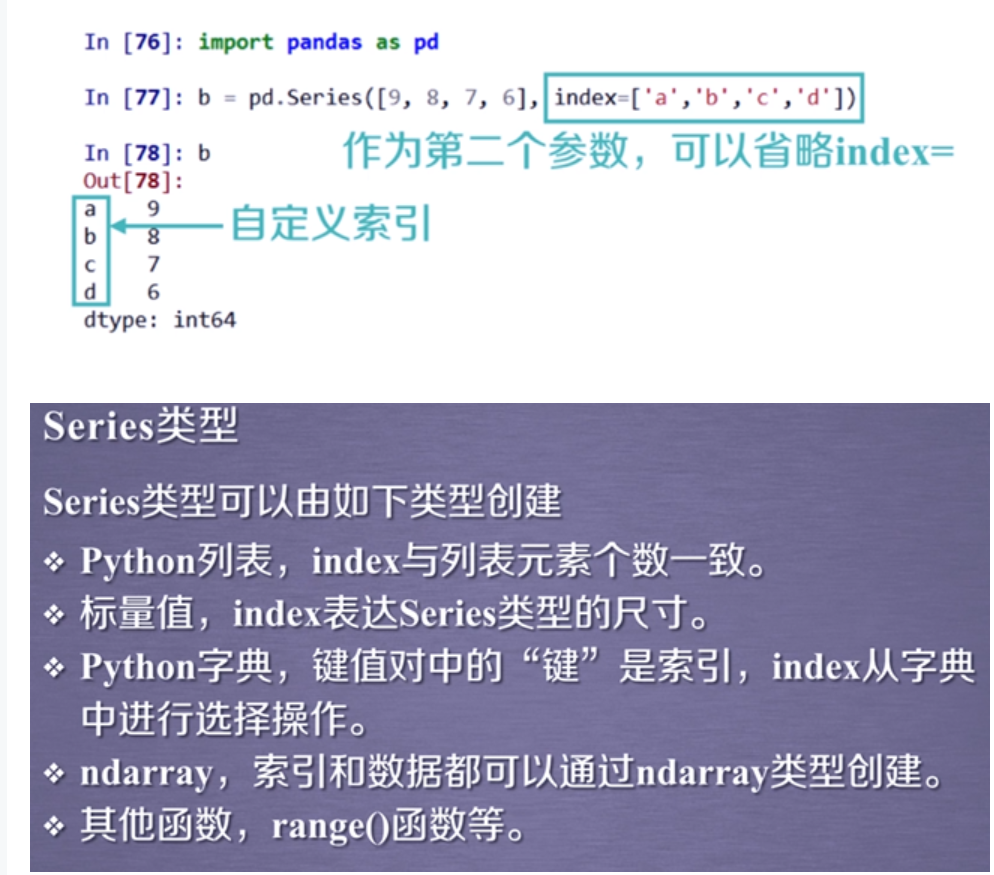 In [76]: import pandas as pd
In [77]: b = pd.Series([9, 8, 7, 6], index=['a','b','c','d'])
作为第二个参数，可以省略index=
In [78]: b
Out[78]:
a 9
自定义索引
b 8
c 7
d 6
dtype: int64
Series类型
Series类型可以由如下类型创建
❖ Python列表，index与列表元素个数一致。
❖ 标量值，index表达Series类型的尺寸。
❖ Python字典，键值对中的“键”是索引，index从字典
中进行选择操作。
❖ ndarray，索引和数据都可以通过ndarray类型创建。
❖ 其他函数，range()函数等。